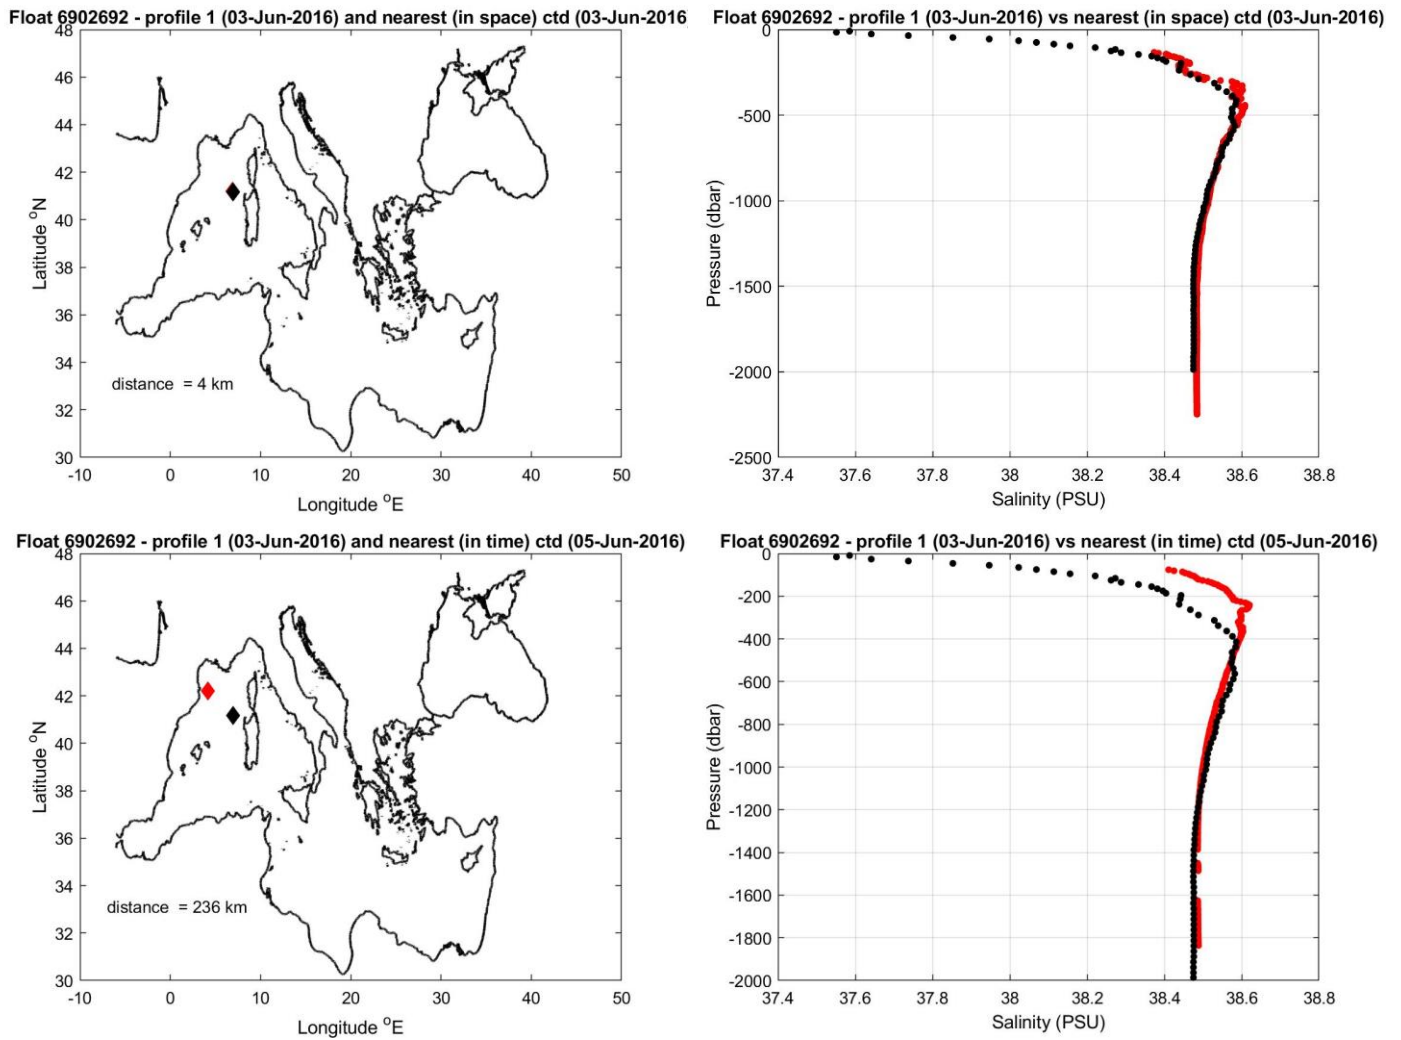 Float 6902692 - profile 1 (03-Jun-2016) and nearest (in space) ctd (03-Jun-2016
48
46
44
42
40
38
36
34
32
30
Latitude °N
distance = 4 km
-10 0 10 20 30 40 50
Longitude °E
Float 6902692 - profile 1 (03-Jun-2016) vs nearest (in space) ctd (03-Jun-2016)
0
-500
-1000
-1500
-2000
-2500
Pressure (dbar)
37.4 37.6 37.8 38 38.2 38.4 38.6 38.8
Salinity (PSU)
Float 6902692 - profile 1 (03-Jun-2016) and nearest (in time) ctd (05-Jun-2016)
48
46
44
42
40
38
36
34
32
30
Latitude °N
distance = 236 km
-10 0 10 20 30 40 50
Longitude °E
Float 6902692 - profile 1 (03-Jun-2016) vs nearest (in time) ctd (05-Jun-2016)
0
-200
-400
-600
-800
-1000
-1200
-1400
-1600
-1800
-2000
Pressure (dbar)
37.4 37.6 37.8 38 38.2 38.4 38.6 38.8
Salinity (PSU)